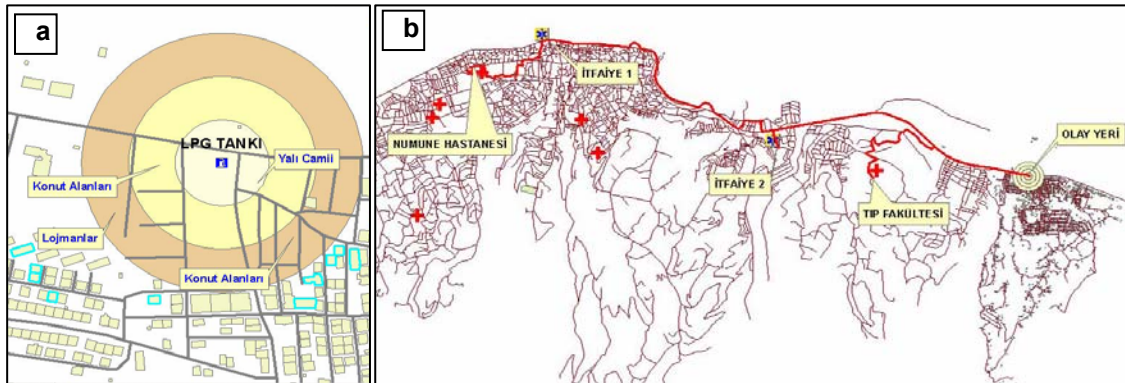 a
LPG TANKI
Yalı Camii
Konut Alanları
Lojmanlar
Konut Alanları
b
İTFAİYE 1
NUMUNE HASTANESİ
OLAY YERİ
İTFAİYE 2
TIP FAKÜLTESİ